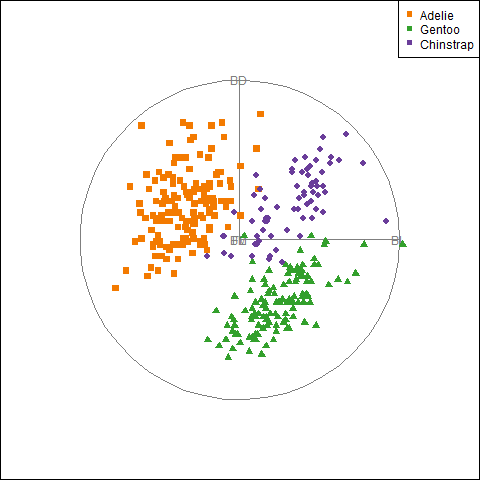 Adelie
Gentoo
Chinstrap
BD
BL